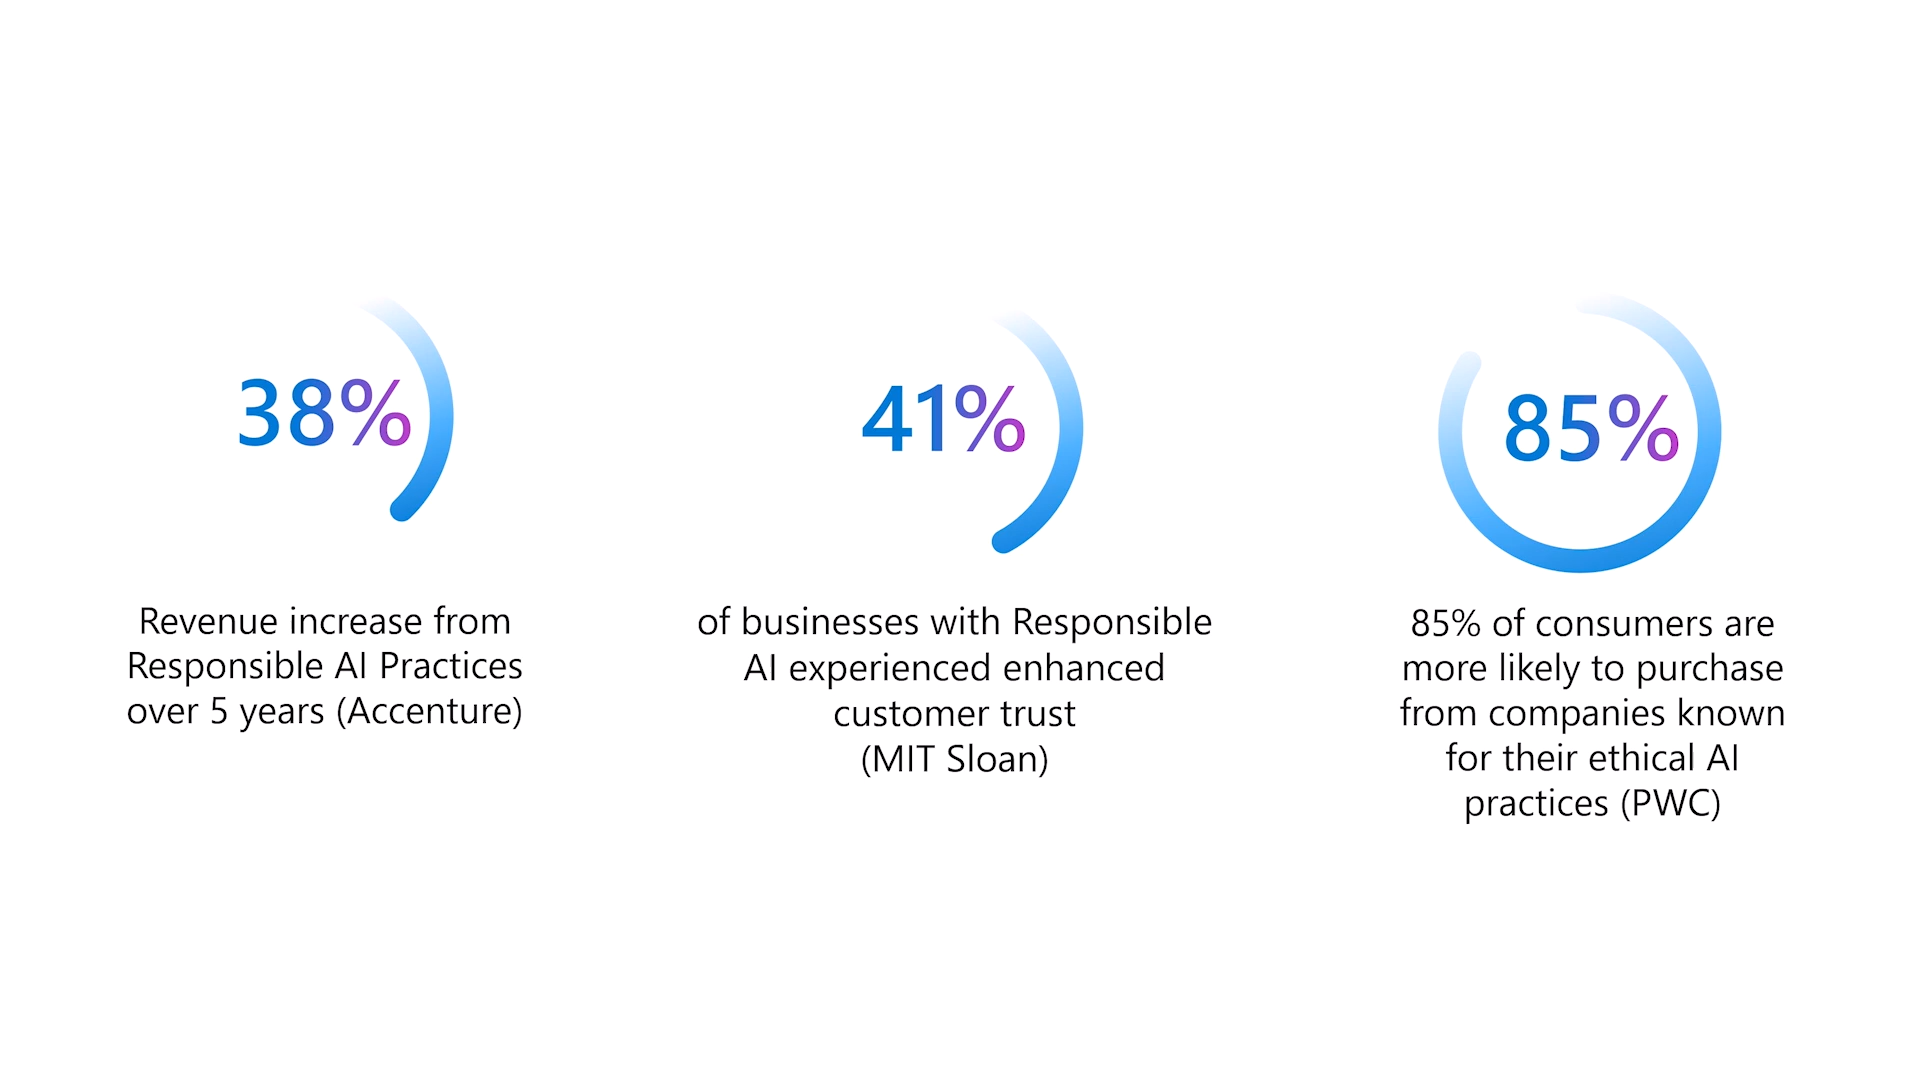 38%
Revenue increase from
Responsible AI Practices
over 5 years (Accenture)
41%
of businesses with Responsible
AI experienced enhanced
customer trust
(MIT Sloan)
85%
85% of consumers are
more likely to purchase
from companies known
for their ethical AI
practices (PWC)